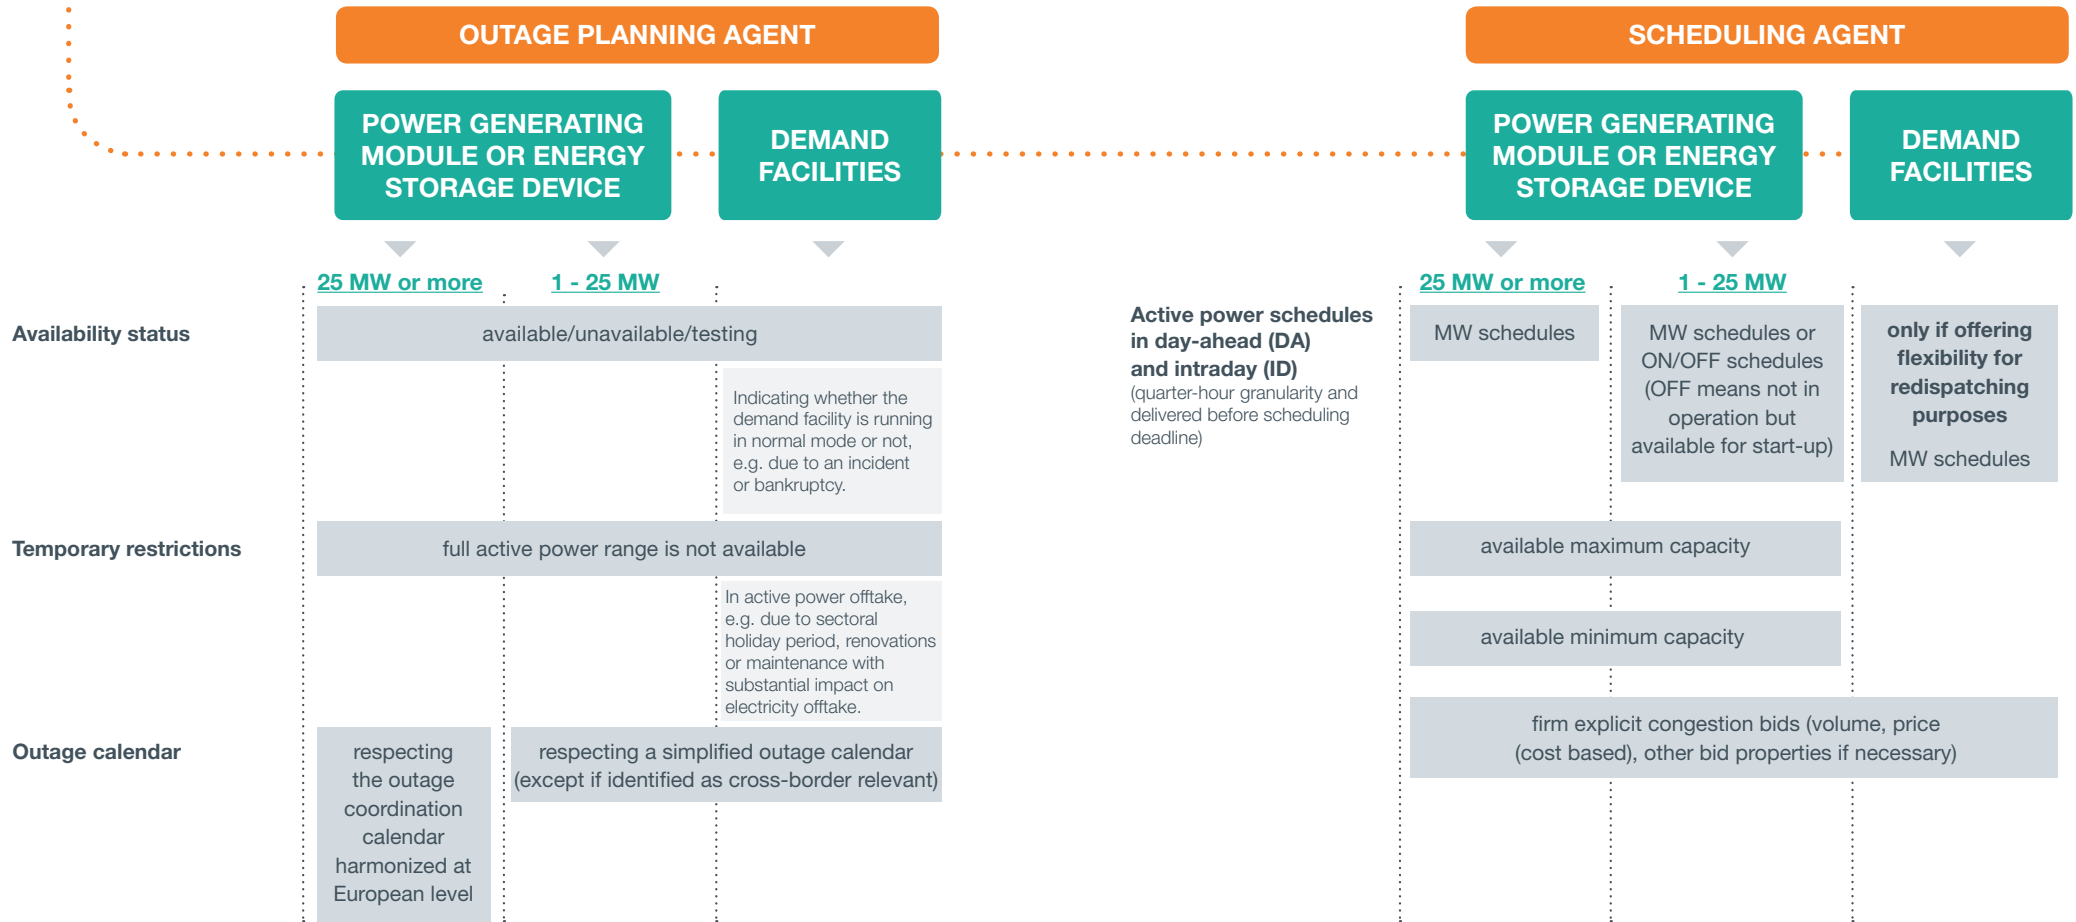 OUTAGE PLANNING AGENT
POWER GENERATING
MODULE OR ENERGY
STORAGE DEVICE
DEMAND
FACILITIES
25 MW or more
1 - 25 MW
Availability status
available/unavailable/testing
Indicating whether the
demand facility is running
in normal mode or not,
e.g. due to an incident
or bankruptcy.
Temporary restrictions
full active power range is not available
In active power offtake,
e.g. due to sectoral
holiday period, renovations
or maintenance with
substantial impact on
electricity offtake.
Outage calendar
respecting
the outage
coordination
calendar
harmonized at
European level
respecting a simplified outage calendar
(except if identified as cross-border relevant)
SCHEDULING AGENT
POWER GENERATING
MODULE OR ENERGY
STORAGE DEVICE
DEMAND
FACILITIES
25 MW or more
1 - 25 MW
Active power schedules
in day-ahead (DA)
and intraday (ID)
(quarter-hour granularity and
delivered before scheduling
deadline)
MW schedules
MW schedules or
ON/OFF schedules
(OFF means not in
operation but
available for start-up)
only if offering
flexibility for
redispatching
purposes
MW schedules
available maximum capacity
available minimum capacity
firm explicit congestion bids (volume, price
(cost based), other bid properties if necessary)